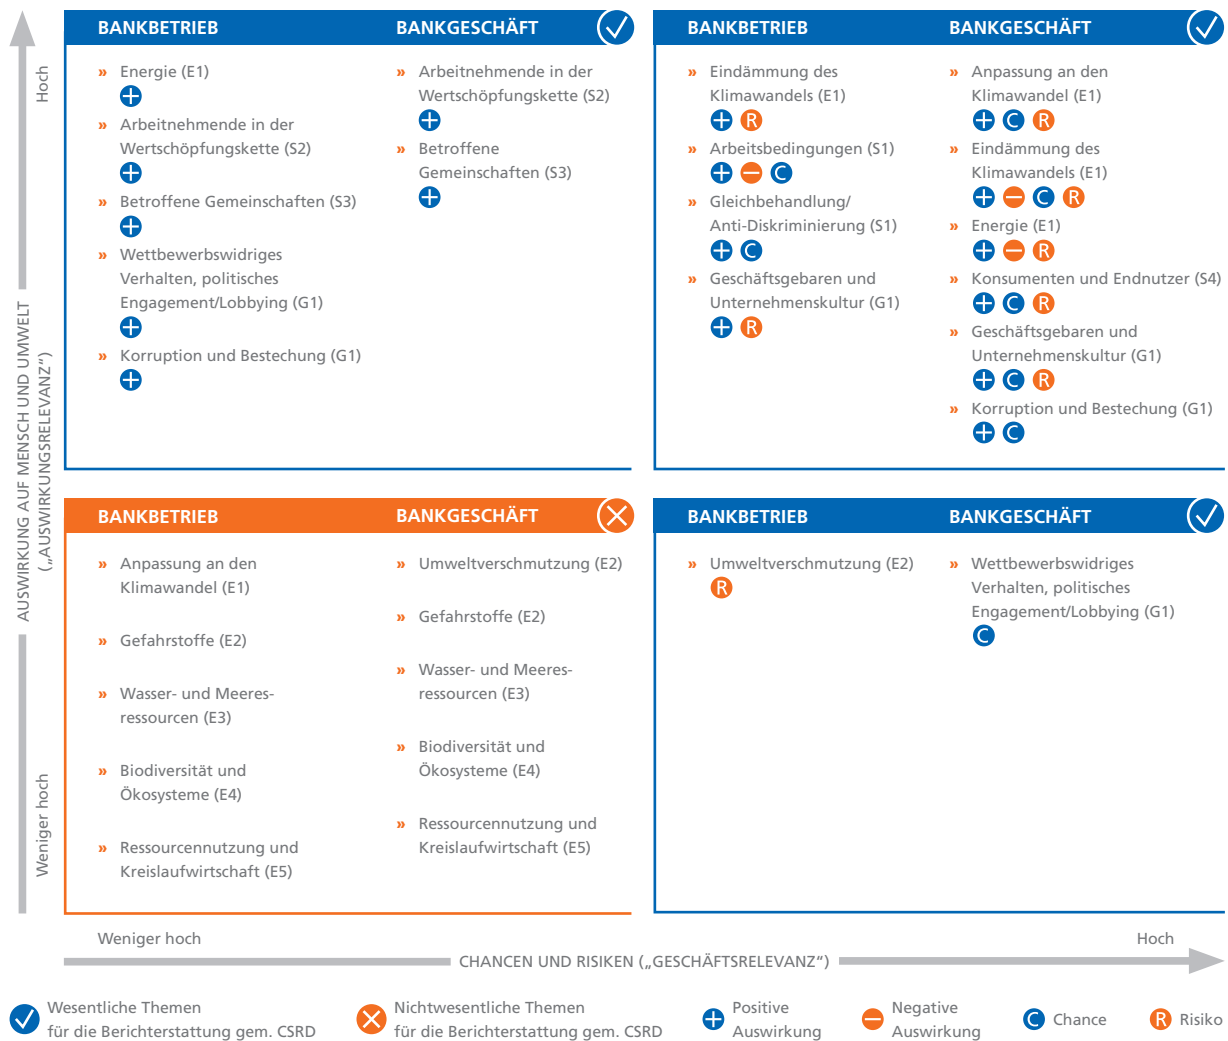 AUSWIRKUNG AUF MENSCH UND UMWELT
(„AUSWIRKUNGSRELEVANZ“)
Hoch
Weniger hoch
BANKBETRIEB
BANKGESCHÄFT
» Energie (E1)
» Arbeitnehmende in der
Wertschöpfungskette (S2)
» Betroffene Gemeinschaften (S3)
» Wettbewerbswidriges
Verhalten, politisches
Engagement/Lobbying (G1)
» Korruption und Bestechung (G1)
» Arbeitnehmende in der
Wertschöpfungskette (S2)
» Betroffene
Gemeinschaften (S3)
BANKBETRIEB
BANKGESCHÄFT
» Eindämmung des
Klimawandels (E1)
R
» Arbeitsbedingungen (S1)
C
» Gleichbehandlung/
Anti-Diskriminierung (S1)
C
» Geschäftsgebaren und
Unternehmenskultur (G1)
R
» Anpassung an den
Klimawandel (E1)
C R
» Eindämmung des
Klimawandels (E1)
C R
» Energie (E1)
R
» Konsumenten und Endnutzer (S4)
C R
» Geschäftsgebaren und
Unternehmenskultur (G1)
C R
» Korruption und Bestechung (G1)
C
BANKBETRIEB
BANKGESCHÄFT
» Anpassung an den
Klimawandel (E1)
» Gefahrstoffe (E2)
» Wasser- und Meeres-
ressourcen (E3)
» Biodiversität und
Ökosysteme (E4)
» Ressourcennutzung und
Kreislaufwirtschaft (E5)
» Umweltverschmutzung (E2)
» Gefahrstoffe (E2)
» Wasser- und Meeres-
ressourcen (E3)
» Biodiversität und
Ökosysteme (E4)
» Ressourcennutzung und
Kreislaufwirtschaft (E5)
BANKBETRIEB
BANKGESCHÄFT
» Umweltverschmutzung (E2)
R
» Wettbewerbswidriges
Verhalten, politisches
Engagement/Lobbying (G1)
C
Weniger hoch
Hoch
CHANCEN UND RISIKEN („GESCHÄFTSRELEVANZ“)
Wesentliche Themen
für die Berichterstattung gem. CSRD
Nichtwesentliche Themen
für die Berichterstattung gem. CSRD
Positive
Auswirkung
Negative
Auswirkung
C Chance
R Risiko